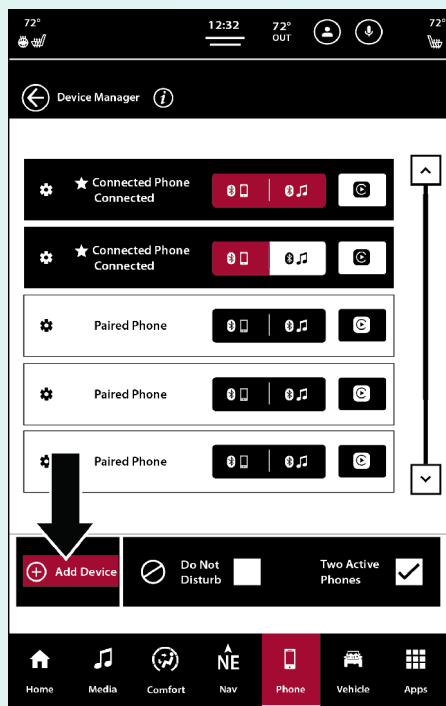 72°
12:32
72°
OUT
72°
Device Manager
Connected Phone
Connected
Connected Phone
Connected
Paired Phone
Paired Phone
Paired Phone
Add Device
Do Not
Disturb
Two Active
Phones
NE
Home
Media
Comfort
Nav
Phone
Vehicle
Apps